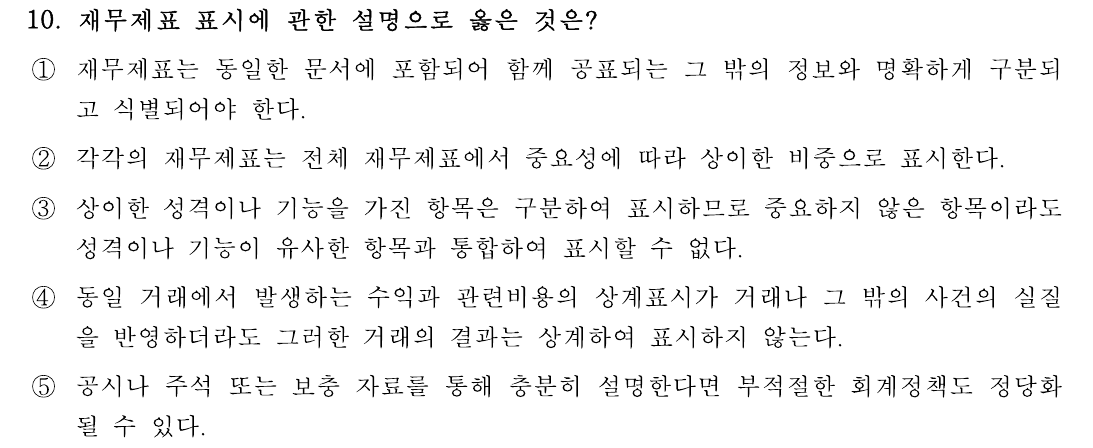 10. 재무제표 표시에 관한 설명으로 옳은 것은?
① 재무제표는 동일한 문서에 포함되어 함께 공표되는 그 밖의 정보와 명확하게 구분되
고 식별되어야 한다.
② 각각의 재무제표는 전체 재무제표에서 중요성에 따라 상이한 비중으로 표시한다.
③ 상이한 성격이나 기능을 가진 항목은 구분하여 표시하므로 중요하지 않은 항목이라도
성격이나 기능이 유사한 항목과 통합하여 표시할 수 없다.
④ 동일 거래에서 발생하는 수익과 관련비용의 상계표시가 거래나 그 밖의 사건의 실질
을 반영하더라도 그러한 거래의 결과는 상계하여 표시하지 않는다.
⑤ 공시나 주석 또는 보충 자료를 통해 충분히 설명한다면 부적절한 회계정책도 정당화
될 수 있다.